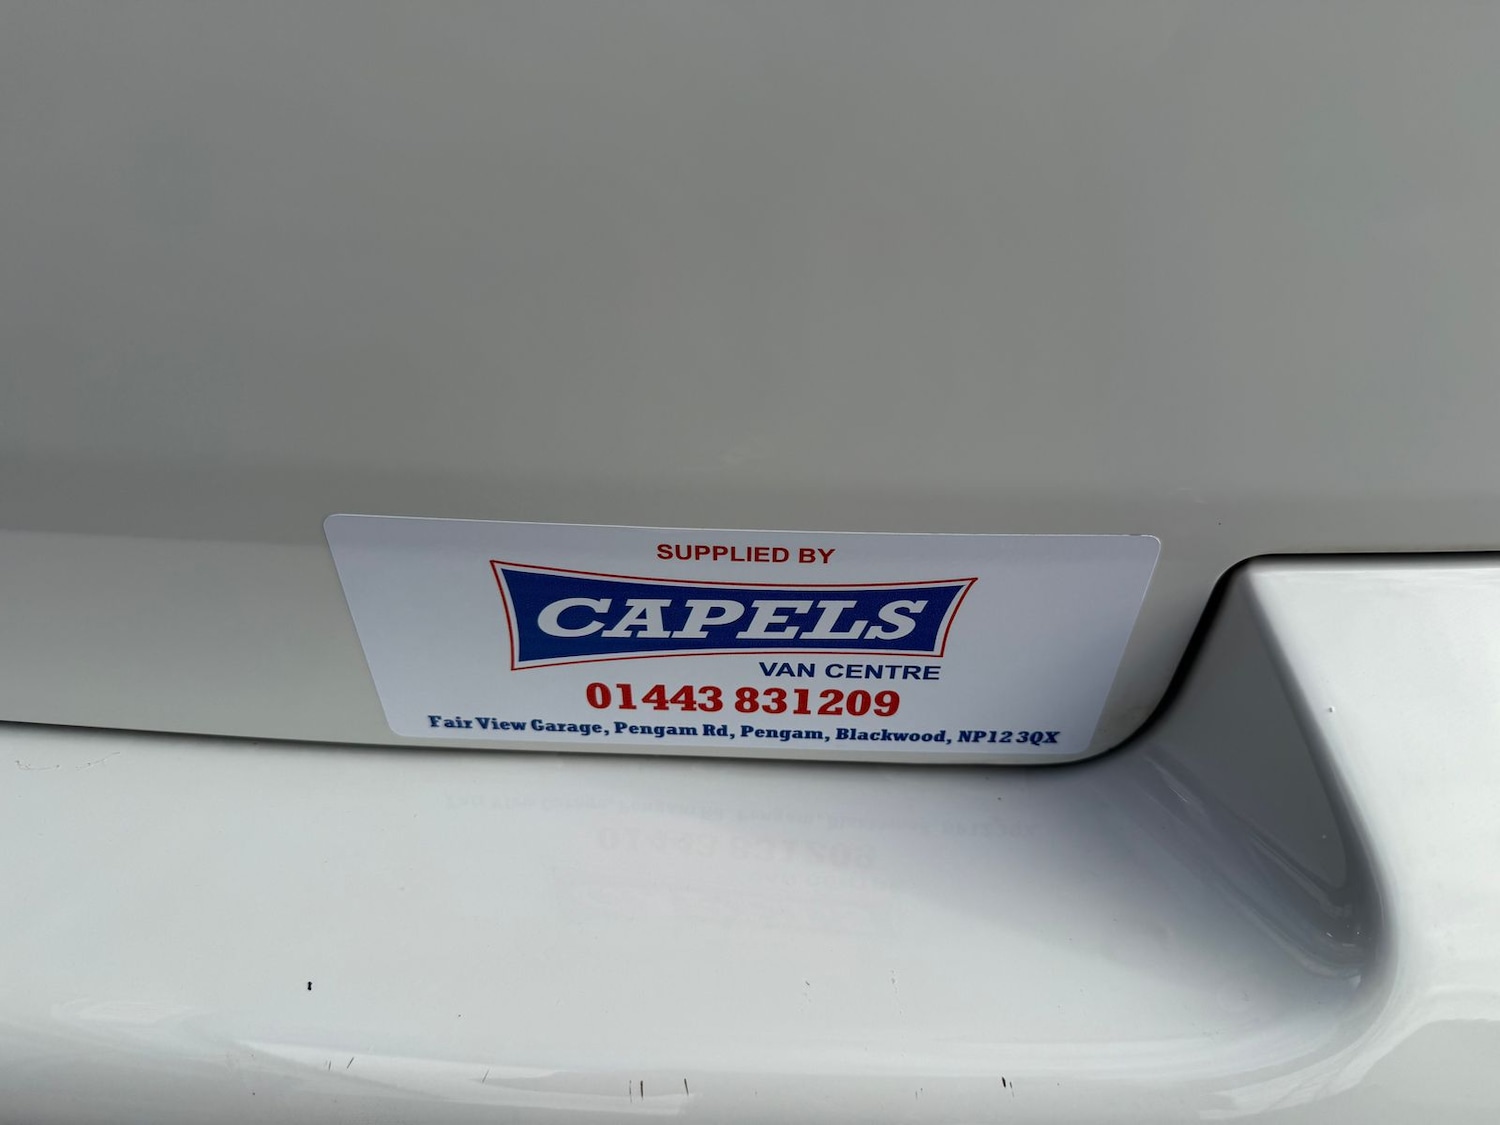 SUPPLIED BY
CAPELS
VAN CENTRE
01443 831209
Fair View Garage, Pengam Rd, Pengam, Blackwood, NP12 3QX